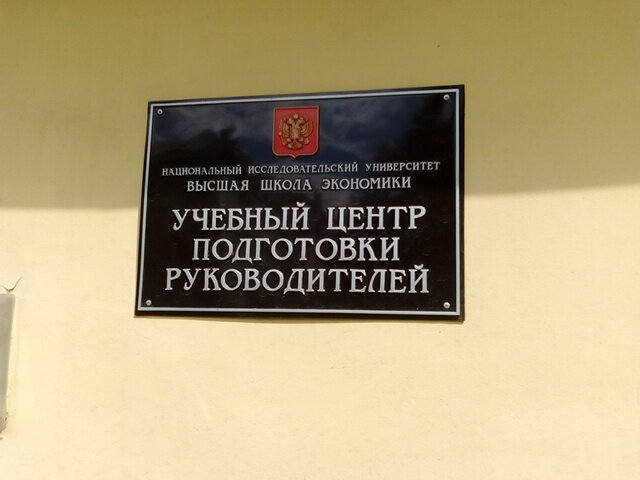 НАЦИОНАЛЬНЫЙ ИССЛЕДОВАТЕЛЬСКИЙ УНИВЕРСИТЕТ
ВЫСШАЯ ШКОЛА ЭКОНОМИКИ
УЧЕБНЫЙ ЦЕНТР
ПОДГОТОВКИ
РУКОВОДИТЕЛЕЙ